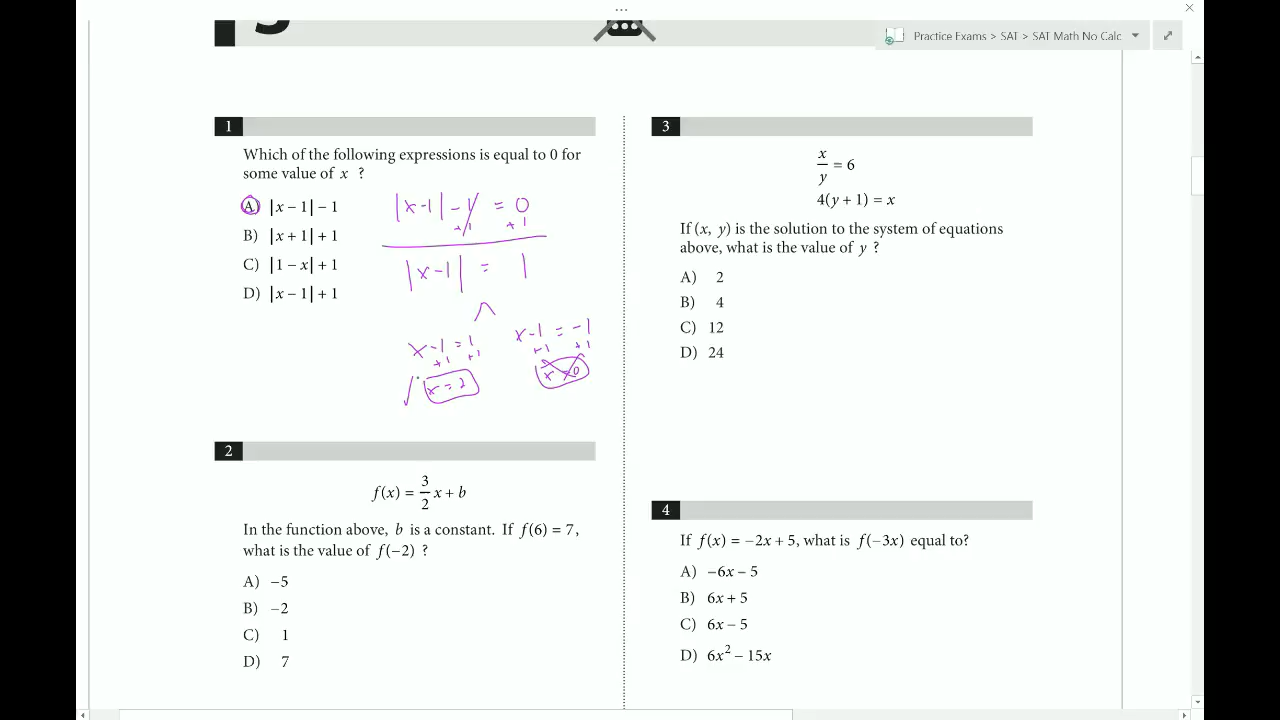 Practice Exams > SAT > SAT Math No Calc
1
Which of the following expressions is equal to 0 for
some value of x ?
A) |x − 1| − 1
B) |x + 1| + 1
C) |1 − x| + 1
D) |x − 1| + 1
|x-1| -1 = 0
+1 +1
|x-1| = 1
x-1 = 1
+1 +1
x = 2
x-1 = -1
+1 +1
x = 0
2
f(x) = 3/2 x + b
In the function above, b is a constant. If f(6) = 7,
what is the value of f(−2) ?
A) −5
B) −2
C) 1
D) 7
3
x/y = 6
4(y + 1) = x
If (x, y) is the solution to the system of equations
above, what is the value of y ?
A) 2
B) 4
C) 12
D) 24
4
If f(x) = −2x + 5, what is f(−3x) equal to?
A) −6x − 5
B) 6x + 5
C) 6x − 5
D) 6x² − 15x